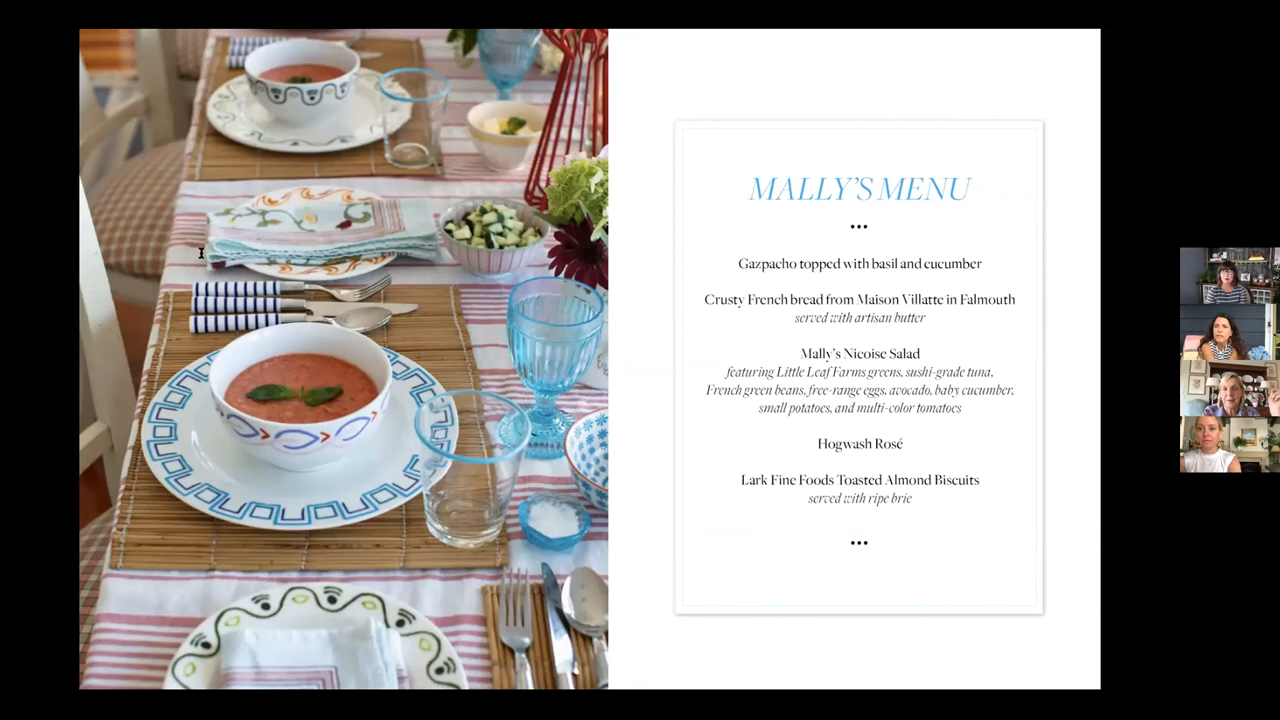 MALLY'S MENU
Gazpacho topped with basil and cucumber
Crusty French bread from Maison Villatte in Falmouth
served with artisan butter
Mally's Nicoise Salad
featuring Little Leaf Farms greens, sushi-grade tuna,
French green beans, free-range eggs, avocado, baby cucumber,
small potatoes, and multi-color tomatoes
Hogwash Rosé
Lark Fine Foods Toasted Almond Biscuits
served with ripe brie